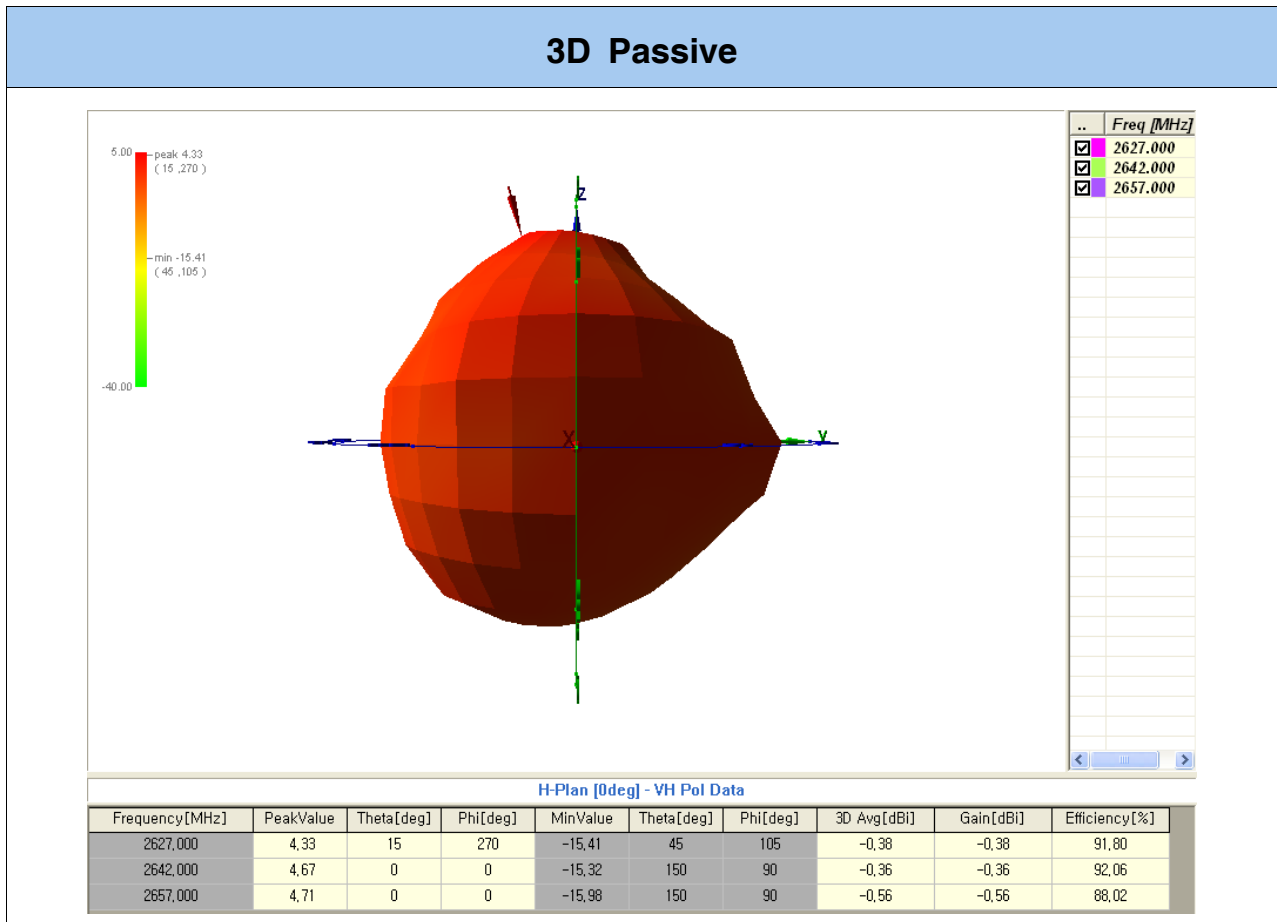 3D Passive
5.00
peak 4.33
( 15 ,270 )
min -15.41
( 45 ,105 )
-40.00
Z
X
Y
.. Freq [MHz]
2627.000
2642.000
2657.000
H-Plan [0deg] - VH Pol Data
Frequency[MHz] PeakValue Theta[deg] Phi[deg] MinValue Theta[deg] Phi[deg] 3D Avg[dBi] Gain[dBi] Efficiency[%]
2627,000 4,33 15 270 -15,41 45 105 -0,38 -0,38 91,80
2642,000 4,67 0 0 -15,32 150 90 -0,36 -0,36 92,06
2657,000 4,71 0 0 -15,98 150 90 -0,56 -0,56 88,02